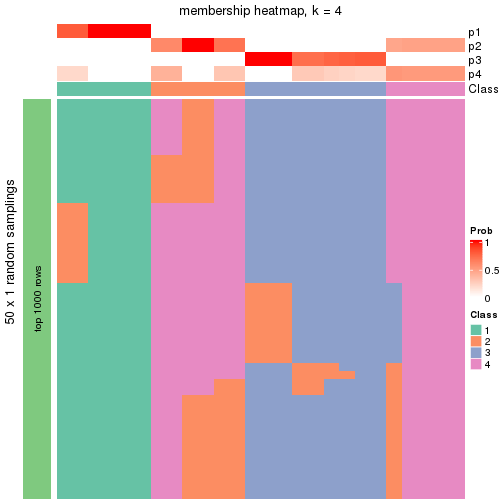 membership heatmap, k = 4
p1
p2
p3
p4
Class
50 x 1 random samplings
top 1000 rows
Prob
1
0.5
0
Class
1
2
3
4